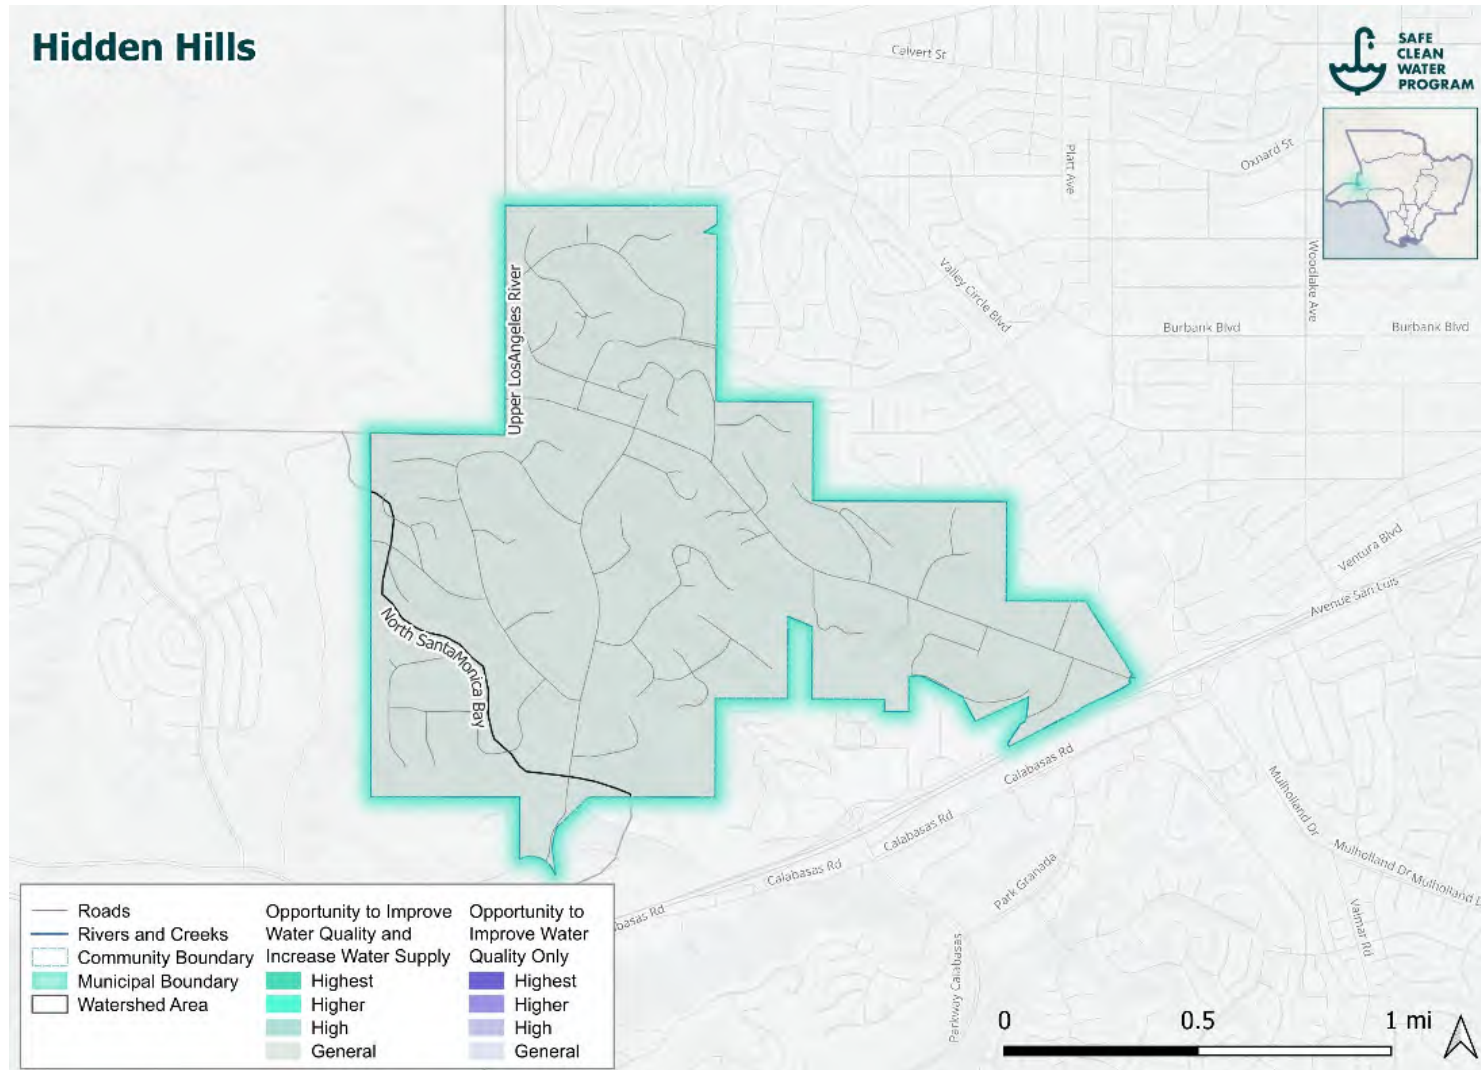 Hidden Hills
SAFE
CLEAN
WATER
PROGRAM
Calvert St
Platt Ave
Oxnard St
Woodlake Ave
Valley Circle Blvd
Burbank Blvd
Burbank Blvd
Upper LosAngeles River
Ventura Blvd
Avenue San Luis
North SantaMonica Bay
Calabasas Rd
Calabasas Rd
Calabasas Rd
abasas Rd
Mulholland Dr
Mulholland Dr
Mulholland D
Park Granada
Parkway Calabasas
Valmar Rd
Roads
Rivers and Creeks
Community Boundary
Municipal Boundary
Watershed Area
Opportunity to Improve
Water Quality and
Increase Water Supply
Highest
Higher
High
General
Opportunity to
Improve Water
Quality Only
Highest
Higher
High
General
0 0.5 1 mi